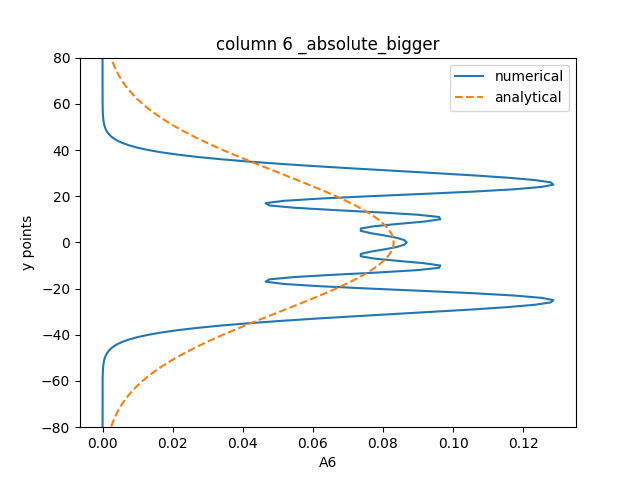 column 6 _absolute_bigger
numerical
analytical
80
60
40
20
0
−20
−40
−60
−80
y points
0.00 0.02 0.04 0.06 0.08 0.10 0.12
A6